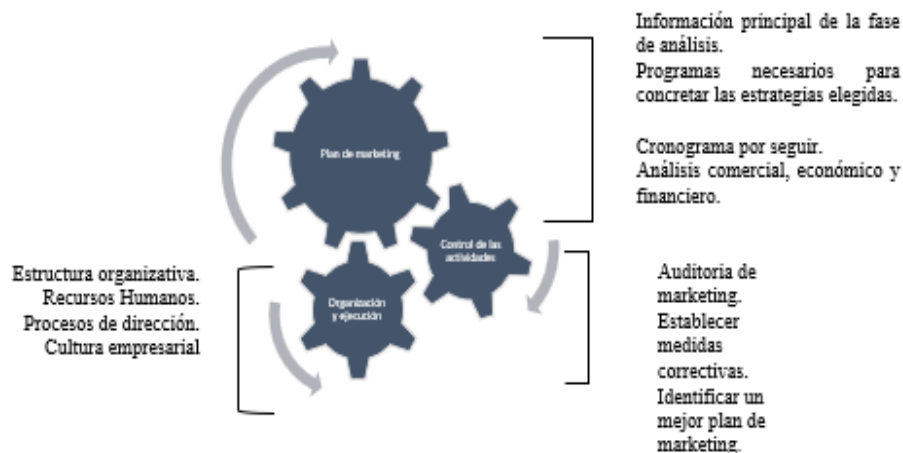 Información principal de la fase
de análisis.
Programas necesarios para
concretar las estrategias elegidas.
Cronograma por seguir.
Análisis comercial, económico y
financiero.
Plan de marketing
Control de las
actividades
Organización
y ejecución
Estructura organizativa.
Recursos Humanos.
Procesos de dirección.
Cultura empresarial
Auditoria de
marketing.
Establecer
medidas
correctivas.
Identificar un
mejor plan de
marketing.